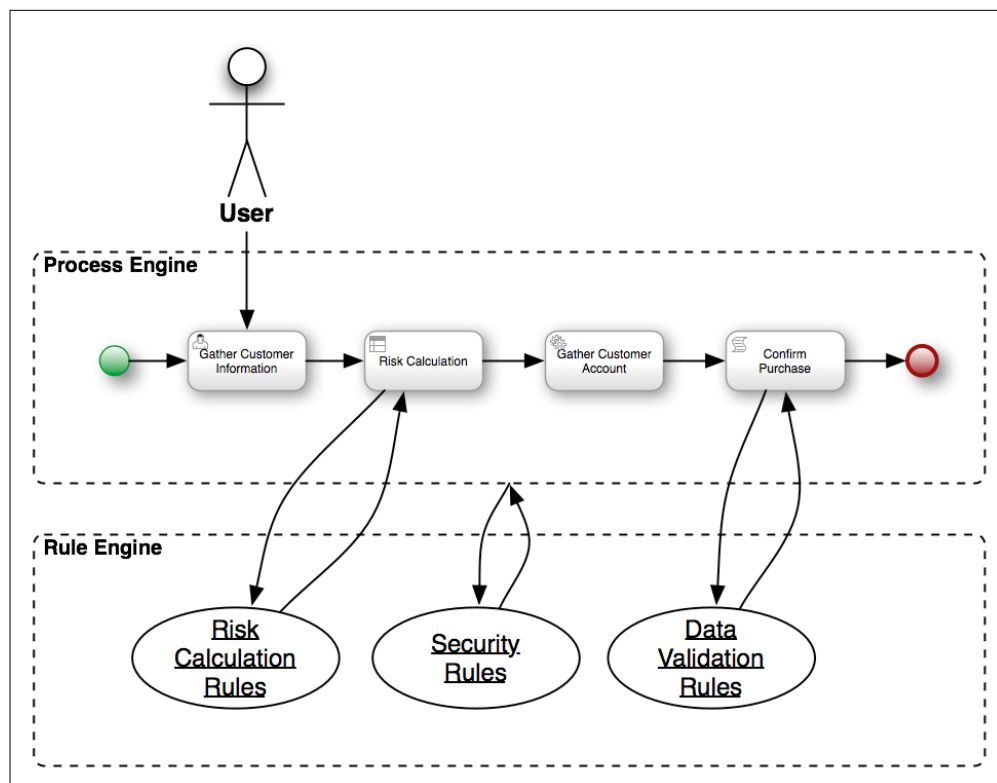 User
Process Engine
Gather Customer
Information
Risk Calculation
Gather Customer
Account
Confirm
Purchase
Rule Engine
Risk
Calculation
Rules
Security
Rules
Data
Validation
Rules